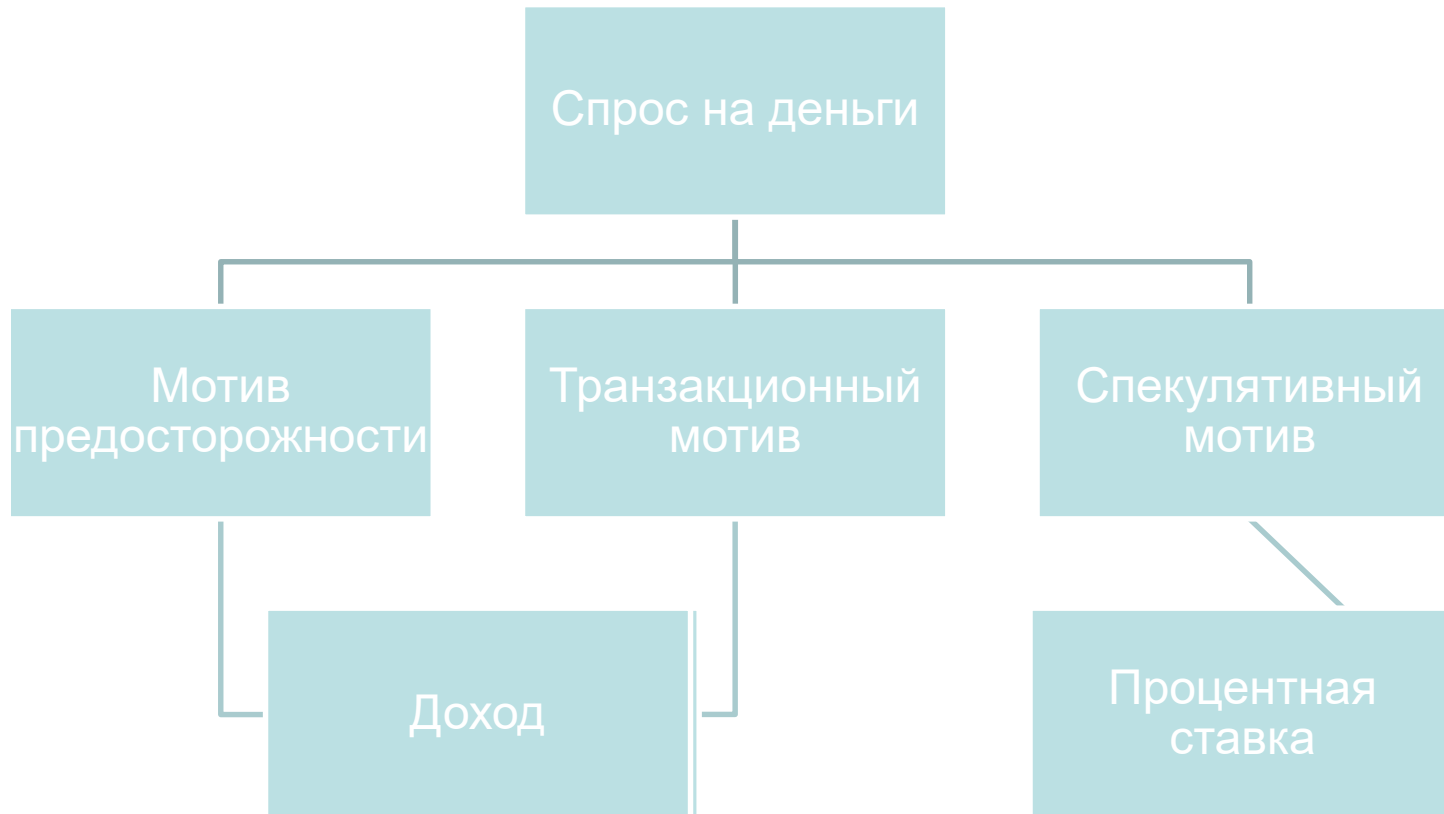 Спрос на деньги
Мотив
предосторожности
Транзакционный
мотив
Спекулятивный
мотив
Доход
Процентная
ставка